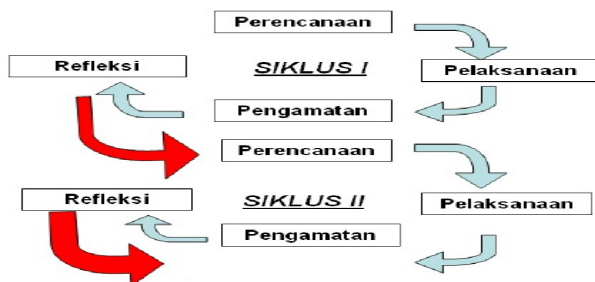 Perencanaan
Refleksi
SIKLUS I
Pelaksanaan
Pengamatan
Perencanaan
Refleksi
SIKLUS II
Pelaksanaan
Pengamatan